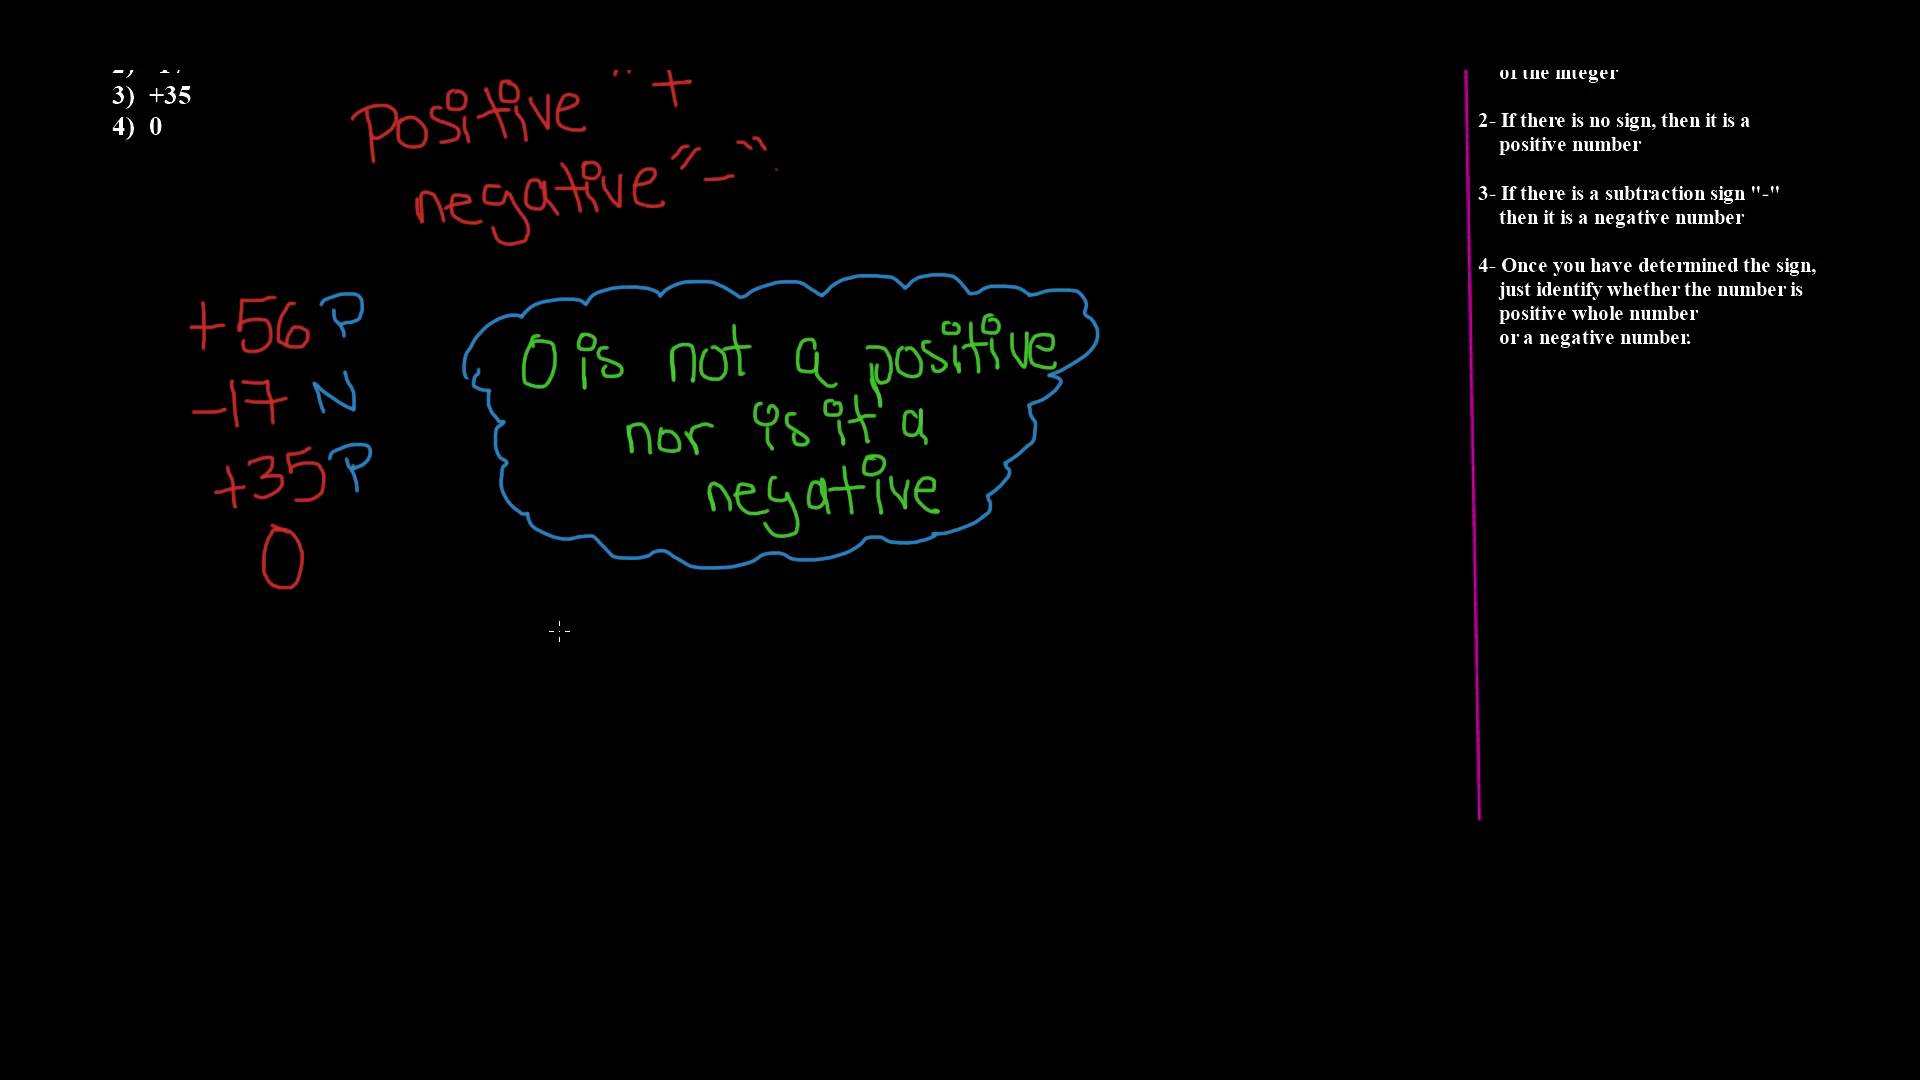 3) +35
4) 0
Positive " +
negative "-"
+56 P
-17 N
+35 P
0
0 is not a positive
nor is it a
negative
of the integer
2- If there is no sign, then it is a
positive number
3- If there is a subtraction sign "-"
then it is a negative number
4- Once you have determined the sign,
just identify whether the number is
positive whole number
or a negative number.